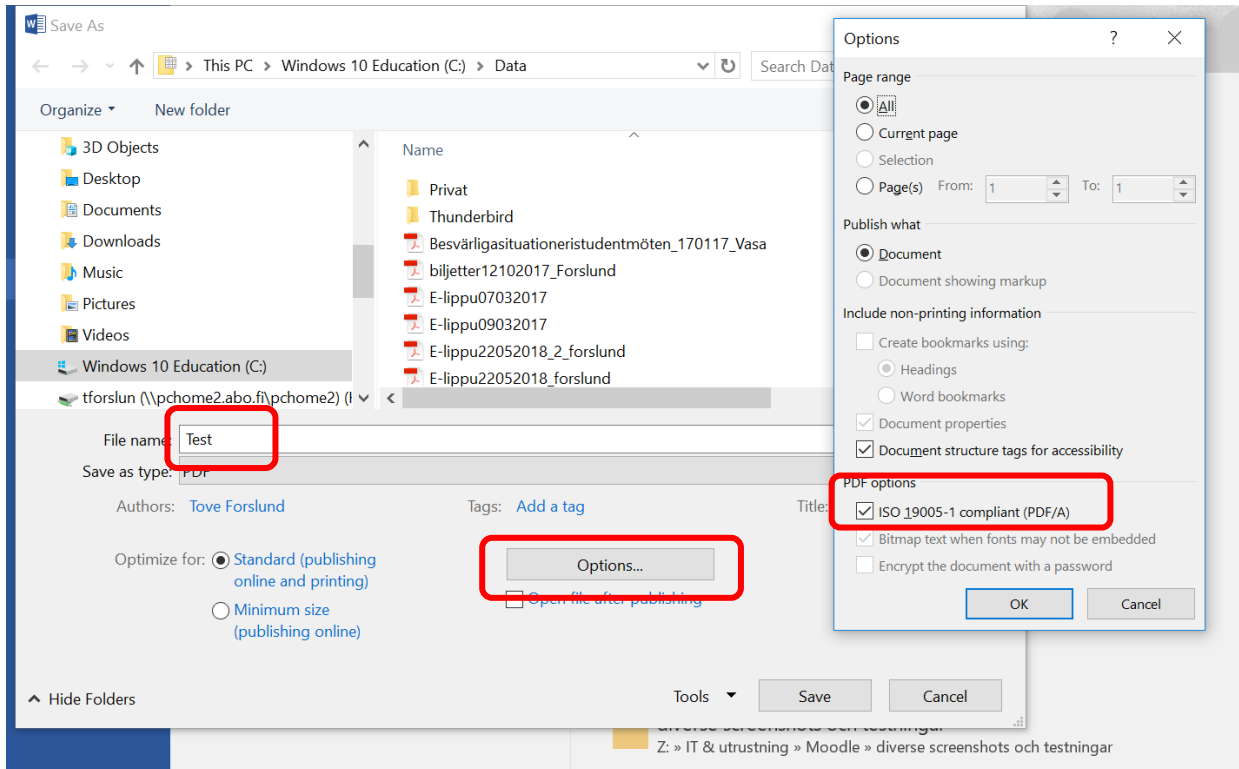 Save As
This PC > Windows 10 Education (C:) > Data
Search Dat
Organize
New folder
3D Objects
Desktop
Documents
Downloads
Music
Pictures
Videos
Windows 10 Education (C:)
tforslun (\\pchome2.abo.fi\pchome2) (H
Name
Privat
Thunderbird
Besvärligasituationeristudentmöten_170117_Vasa
biljetter12102017_Forslund
E-lippu07032017
E-lippu09032017
E-lippu22052018_2_forslund
E-lippu22052018_forslund
File name: Test
Save as type: PDF
Authors: Tove Forslund
Tags: Add a tag
Title:
Optimize for: Standard (publishing
online and printing)
Minimum size
(publishing online)
Options...
Open file after publishing
Hide Folders
Tools
Save
Cancel
Options
?
Page range
All
Current page
Selection
Page(s) From: 1 To: 1
Publish what
Document
Document showing markup
Include non-printing information
Create bookmarks using:
Headings
Word bookmarks
Document properties
Document structure tags for accessibility
PDF options
ISO 19005-1 compliant (PDF/A)
Bitmap text when fonts may not be embedded
Encrypt the document with a password
OK
Cancel
diverse screenshots och testningar
Z: » IT & utrustning » Moodle » diverse screenshots och testningar